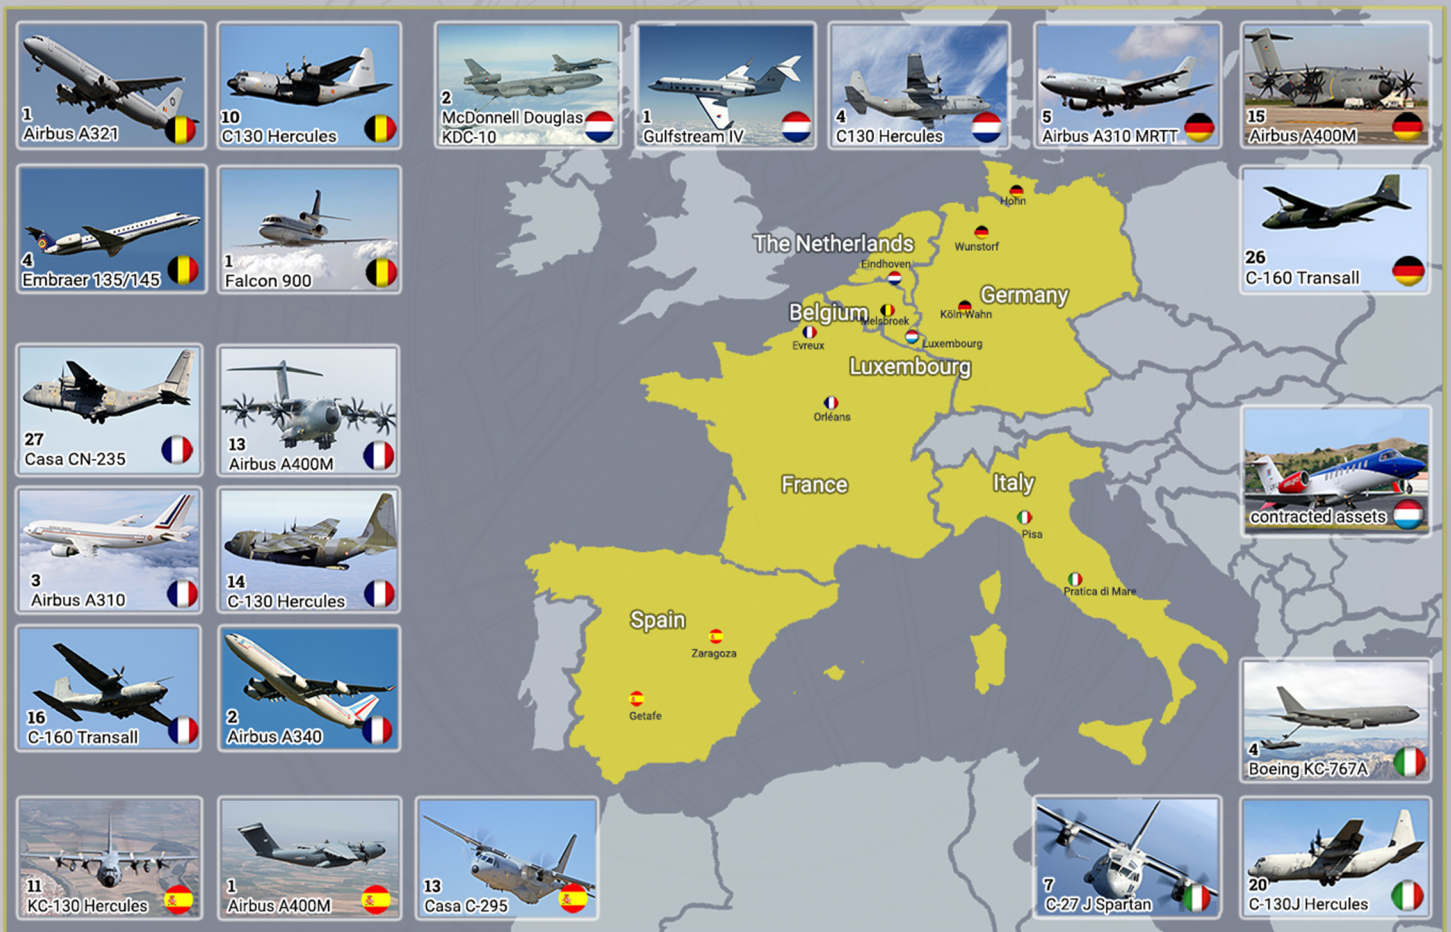 1
Airbus A321
10
C130 Hercules
2
McDonnell Douglas
KDC-10
1
Gulfstream IV
4
C130 Hercules
5
Airbus A310 MRTT
15
Airbus A400M
4
Embraer 135/145
1
Falcon 900
26
C-160 Transall
Hohn
Wunstorf
The Netherlands
Eindhoven
Germany
Belgium
Melsbroek
Köln-Wahn
Evreux
Luxembourg
Luxembourg
Orléans
France
Italy
Pisa
Pratica di Mare
Spain
Zaragoza
Getafe
27
Casa CN-235
13
Airbus A400M
contracted assets
3
Airbus A310
14
C-130 Hercules
16
C-160 Transall
2
Airbus A340
4
Boeing KC-767A
11
KC-130 Hercules
1
Airbus A400M
13
Casa C-295
7
C-27 J Spartan
20
C-130J Hercules